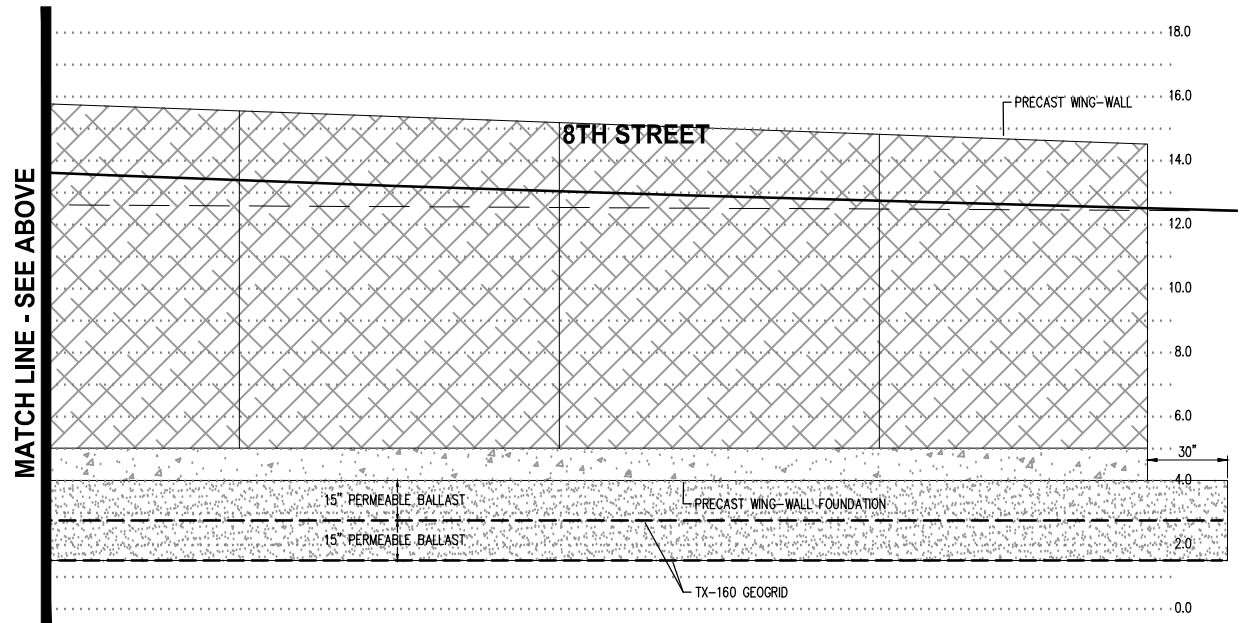 18.0
16.0
PRECAST WING-WALL
8TH STREET
14.0
12.0
10.0
8.0
6.0
30"
4.0
15" PERMEABLE BALLAST
PRECAST WING-WALL FOUNDATION
15" PERMEABLE BALLAST
2.0
TX-160 GEOGRID
0.0
MATCH LINE - SEE ABOVE